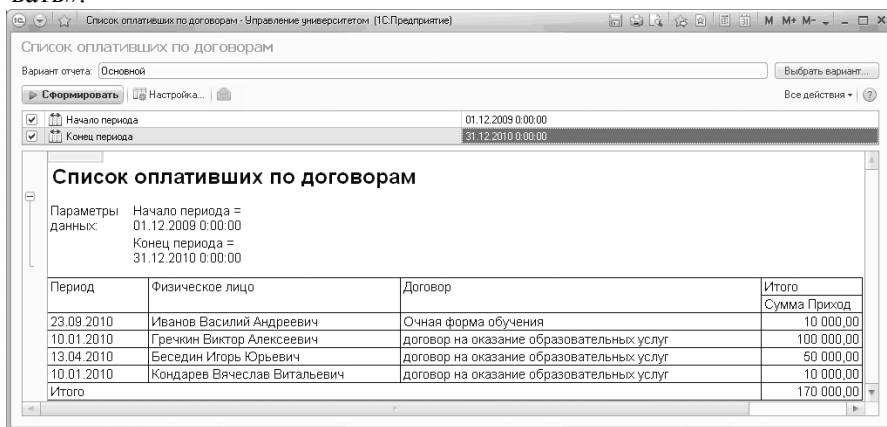 вать».
Список оплативших по договорам - Управление университетом (1С:Предприятие)
M M+ M-
Список оплативших по договорам
Вариант отчета: Основной Выбрать вариант...
Сформировать Настройка... Все действия
Начало периода 01.12.2009 0:00:00
Конец периода 31.12.2010 0:00:00
Список оплативших по договорам
Параметры данных: Начало периода = 01.12.2009 0:00:00
Конец периода = 31.12.2010 0:00:00
Период Физическое лицо Договор Итого
Сумма Приход
23.09.2010 Иванов Василий Андреевич Очная форма обучения 10 000,00
10.01.2010 Гречкин Виктор Алексеевич договор на оказание образовательных услуг 100 000,00
13.04.2010 Беседин Игорь Юрьевич договор на оказание образовательных услуг 50 000,00
10.01.2010 Кондарев Вячеслав Витальевич договор на оказание образовательных услуг 10 000,00
Итого 170 000,00